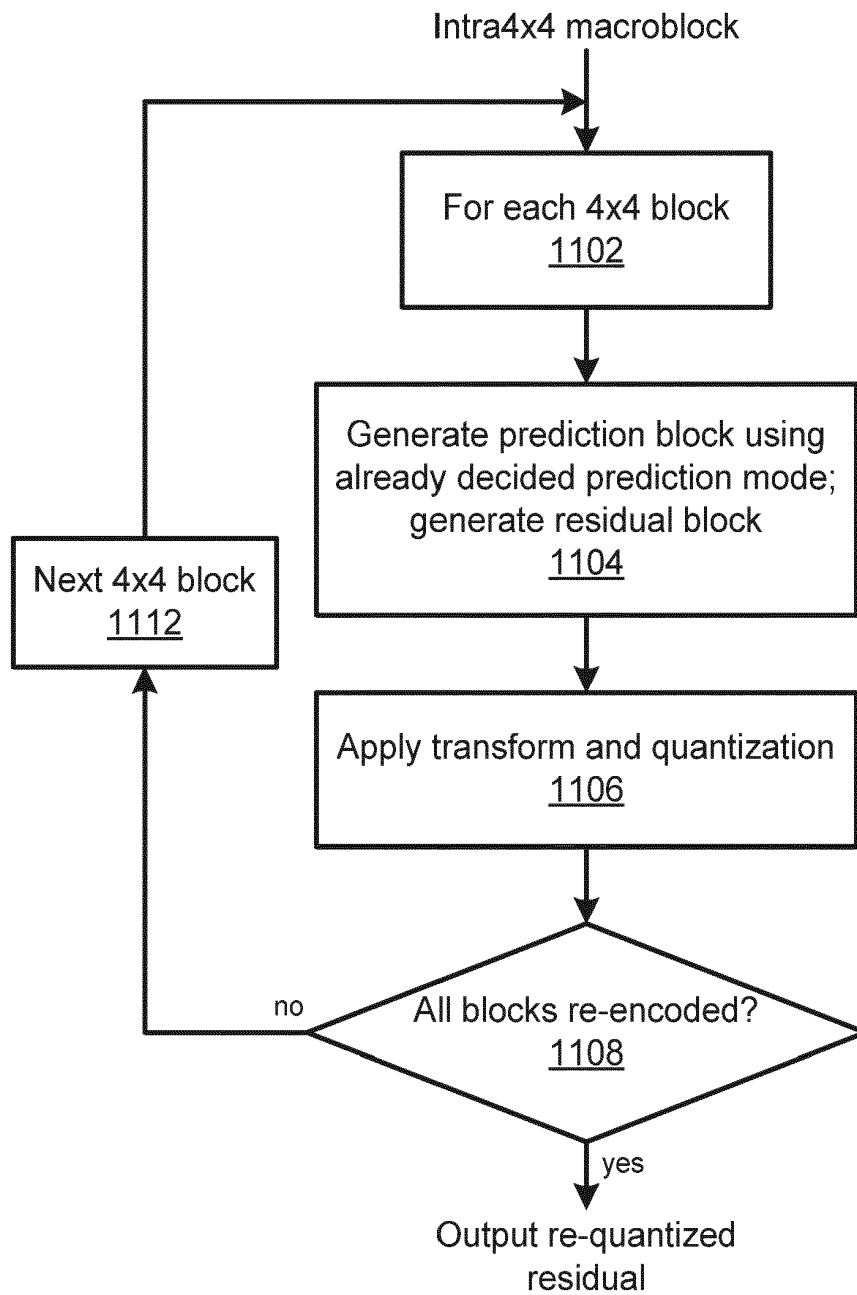 Intra4x4 macroblock
For each 4x4 block
1102
Generate prediction block using
already decided prediction mode;
generate residual block
1104
Next 4x4 block
1112
Apply transform and quantization
1106
no
All blocks re-encoded?
1108
yes
Output re-quantized
residual